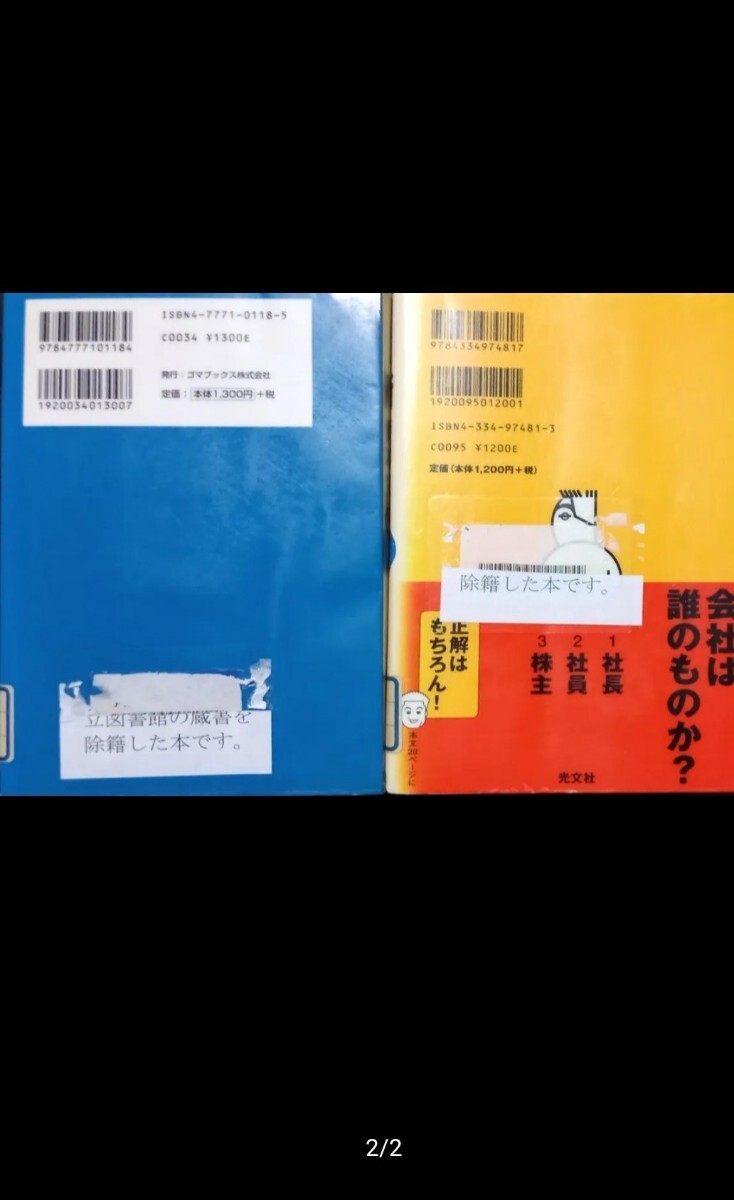 ISBN4-7771-0118-5
9784777101184
C0034 ¥1300E
1920034013007
発行：ゴマブックス株式会社
定価：本体1,300円+税
立図書館の蔵書を
除籍した本です。
9784334974817
1920095012001
ISBN4-334-97481-3
C0095 ¥1200E
定価（本体1,200円+税）
除籍した本です。
会社は
誰のものか？
1 社長
2 社員
3 株主
正解は
もちろん！
本文20ページに
光文社
2/2